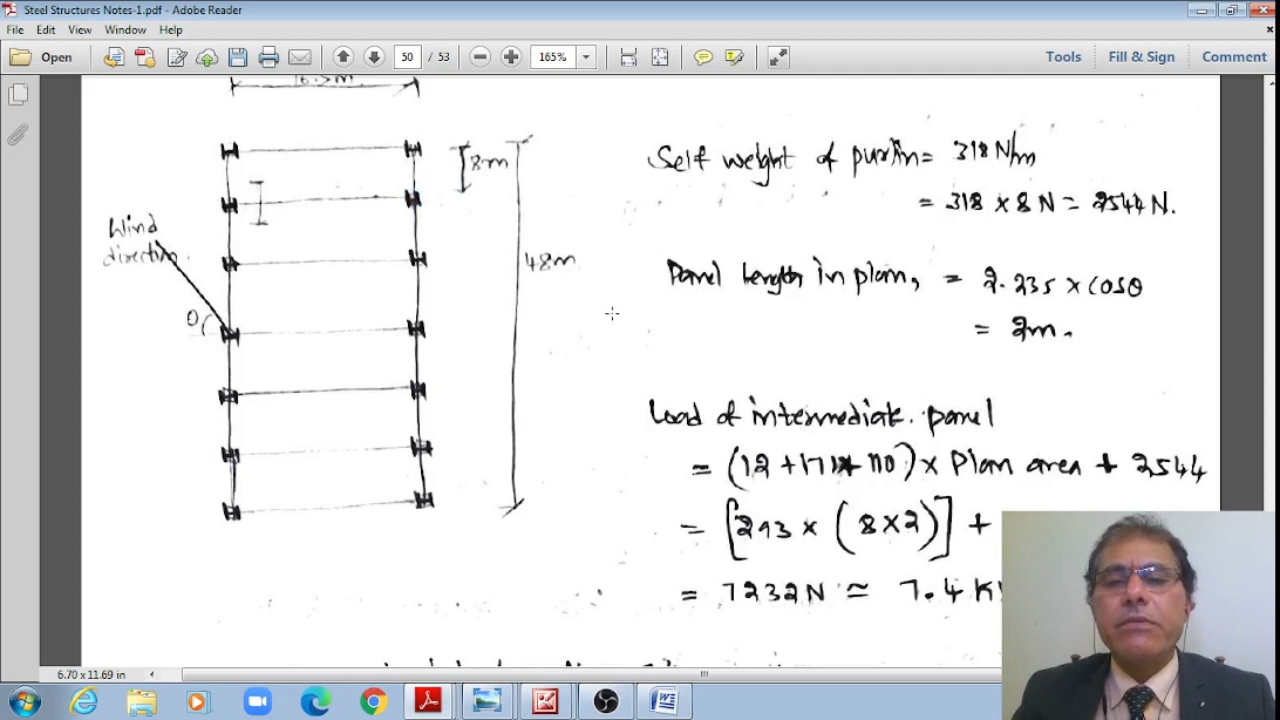 Steel Structures Notes-1.pdf - Adobe Reader
File Edit View Window Help
Open 50 / 53 165% Tools Fill & Sign Comment
8m
48m
Wind
direction.
θ
Self weight of purlin = 318 N/m
= 318 × 8 N = 2544 N.
Panel length in plan, = 2.235 × cosθ
= 2m.
Load of intermediate panel
= (12 + 171 + 110) × Plan area + 2544
= [293 × (8×2)] +
= 7232N ≃ 7.4 K
6.70 x 11.69 in